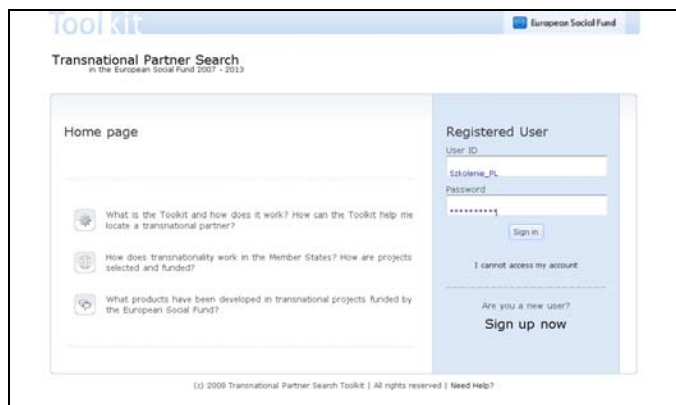 Toolkit
European Social Fund
Transnational Partner Search
in the European Social Fund 2007 - 2013
Home page
What is the Toolkit and how does it work? How can the Toolkit help me
locate a transnational partner?
How does transnationality work in the Member States? How are projects
selected and funded?
What products have been developed in transnational projects funded by
the European Social Fund?
Registered User
User ID
Szkolenie_PL
Password
**********
Sign in
I cannot access my account
Are you a new user?
Sign up now
(c) 2008 Transnational Partner Search Toolkit | All rights reserved | Need Help?